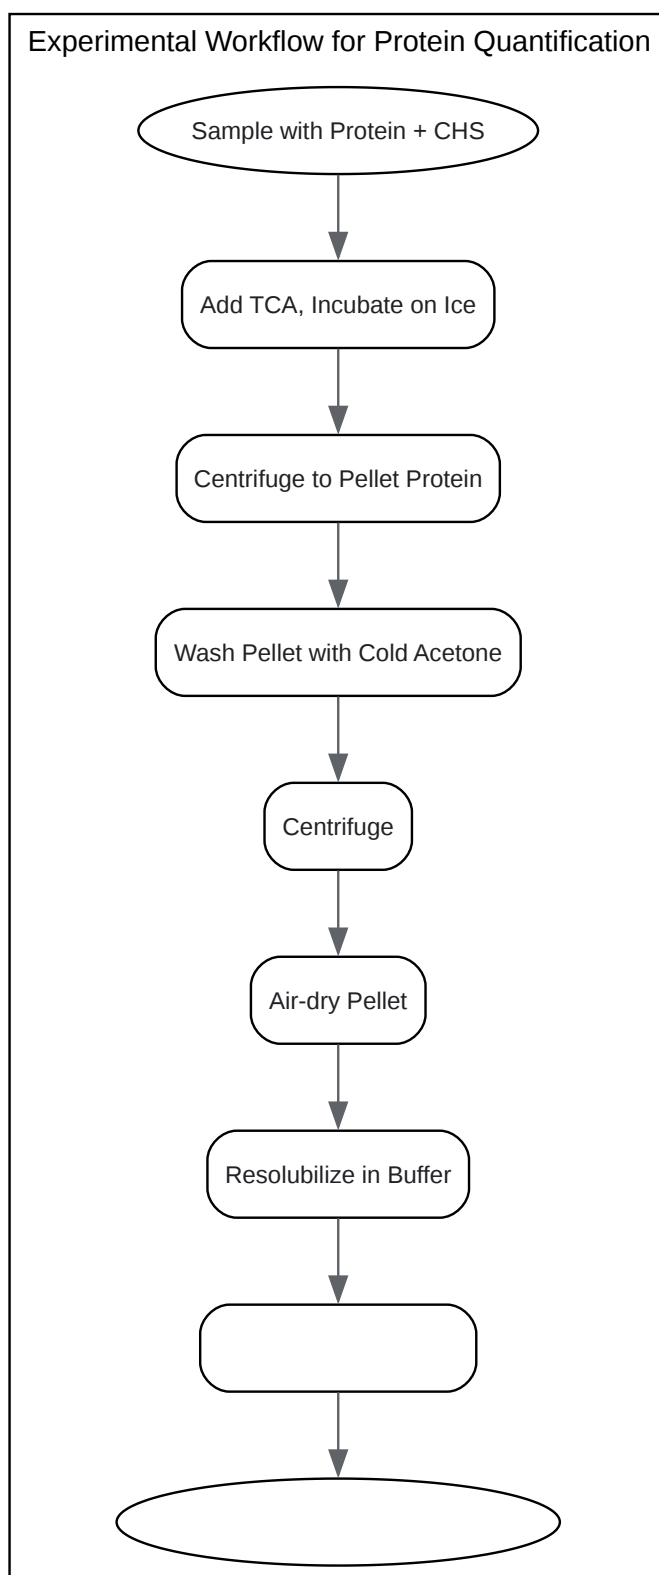 Experimental Workflow for Protein Quantification
Sample with Protein + CHS
Add TCA, Incubate on Ice
Centrifuge to Pellet Protein
Wash Pellet with Cold Acetone
Centrifuge
Air-dry Pellet
Resolubilize in Buffer